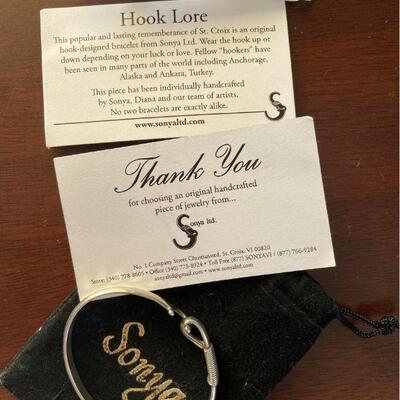 Hook Lore
This popular and lasting rememberance of St. Croix is an original
hook-designed bracelet from Sonya Ltd. Wear the hook up or
down depending on your luck or love. Fellow "hookers" have
been seen in many parts of the world including Anchorage,
Alaska and Ankara, Turkey.
This piece has been individually handcrafted
by Sonya, Diana and our team of artists.
No two bracelets are exactly alike.
www.sonyaltd.com
Thank You
for choosing an original handcrafted
piece of jewelry from...
Sonya ltd.
No. 1 Company Street Christiansted, St. Croix, VI 00820
Store: (340) 778-8605 • Office (340) 773-8924 • Toll Free (877) SONYAVI / (877) 766-9284
sonyaltd@gmail.com • www.sonyaltd.com
Sonya